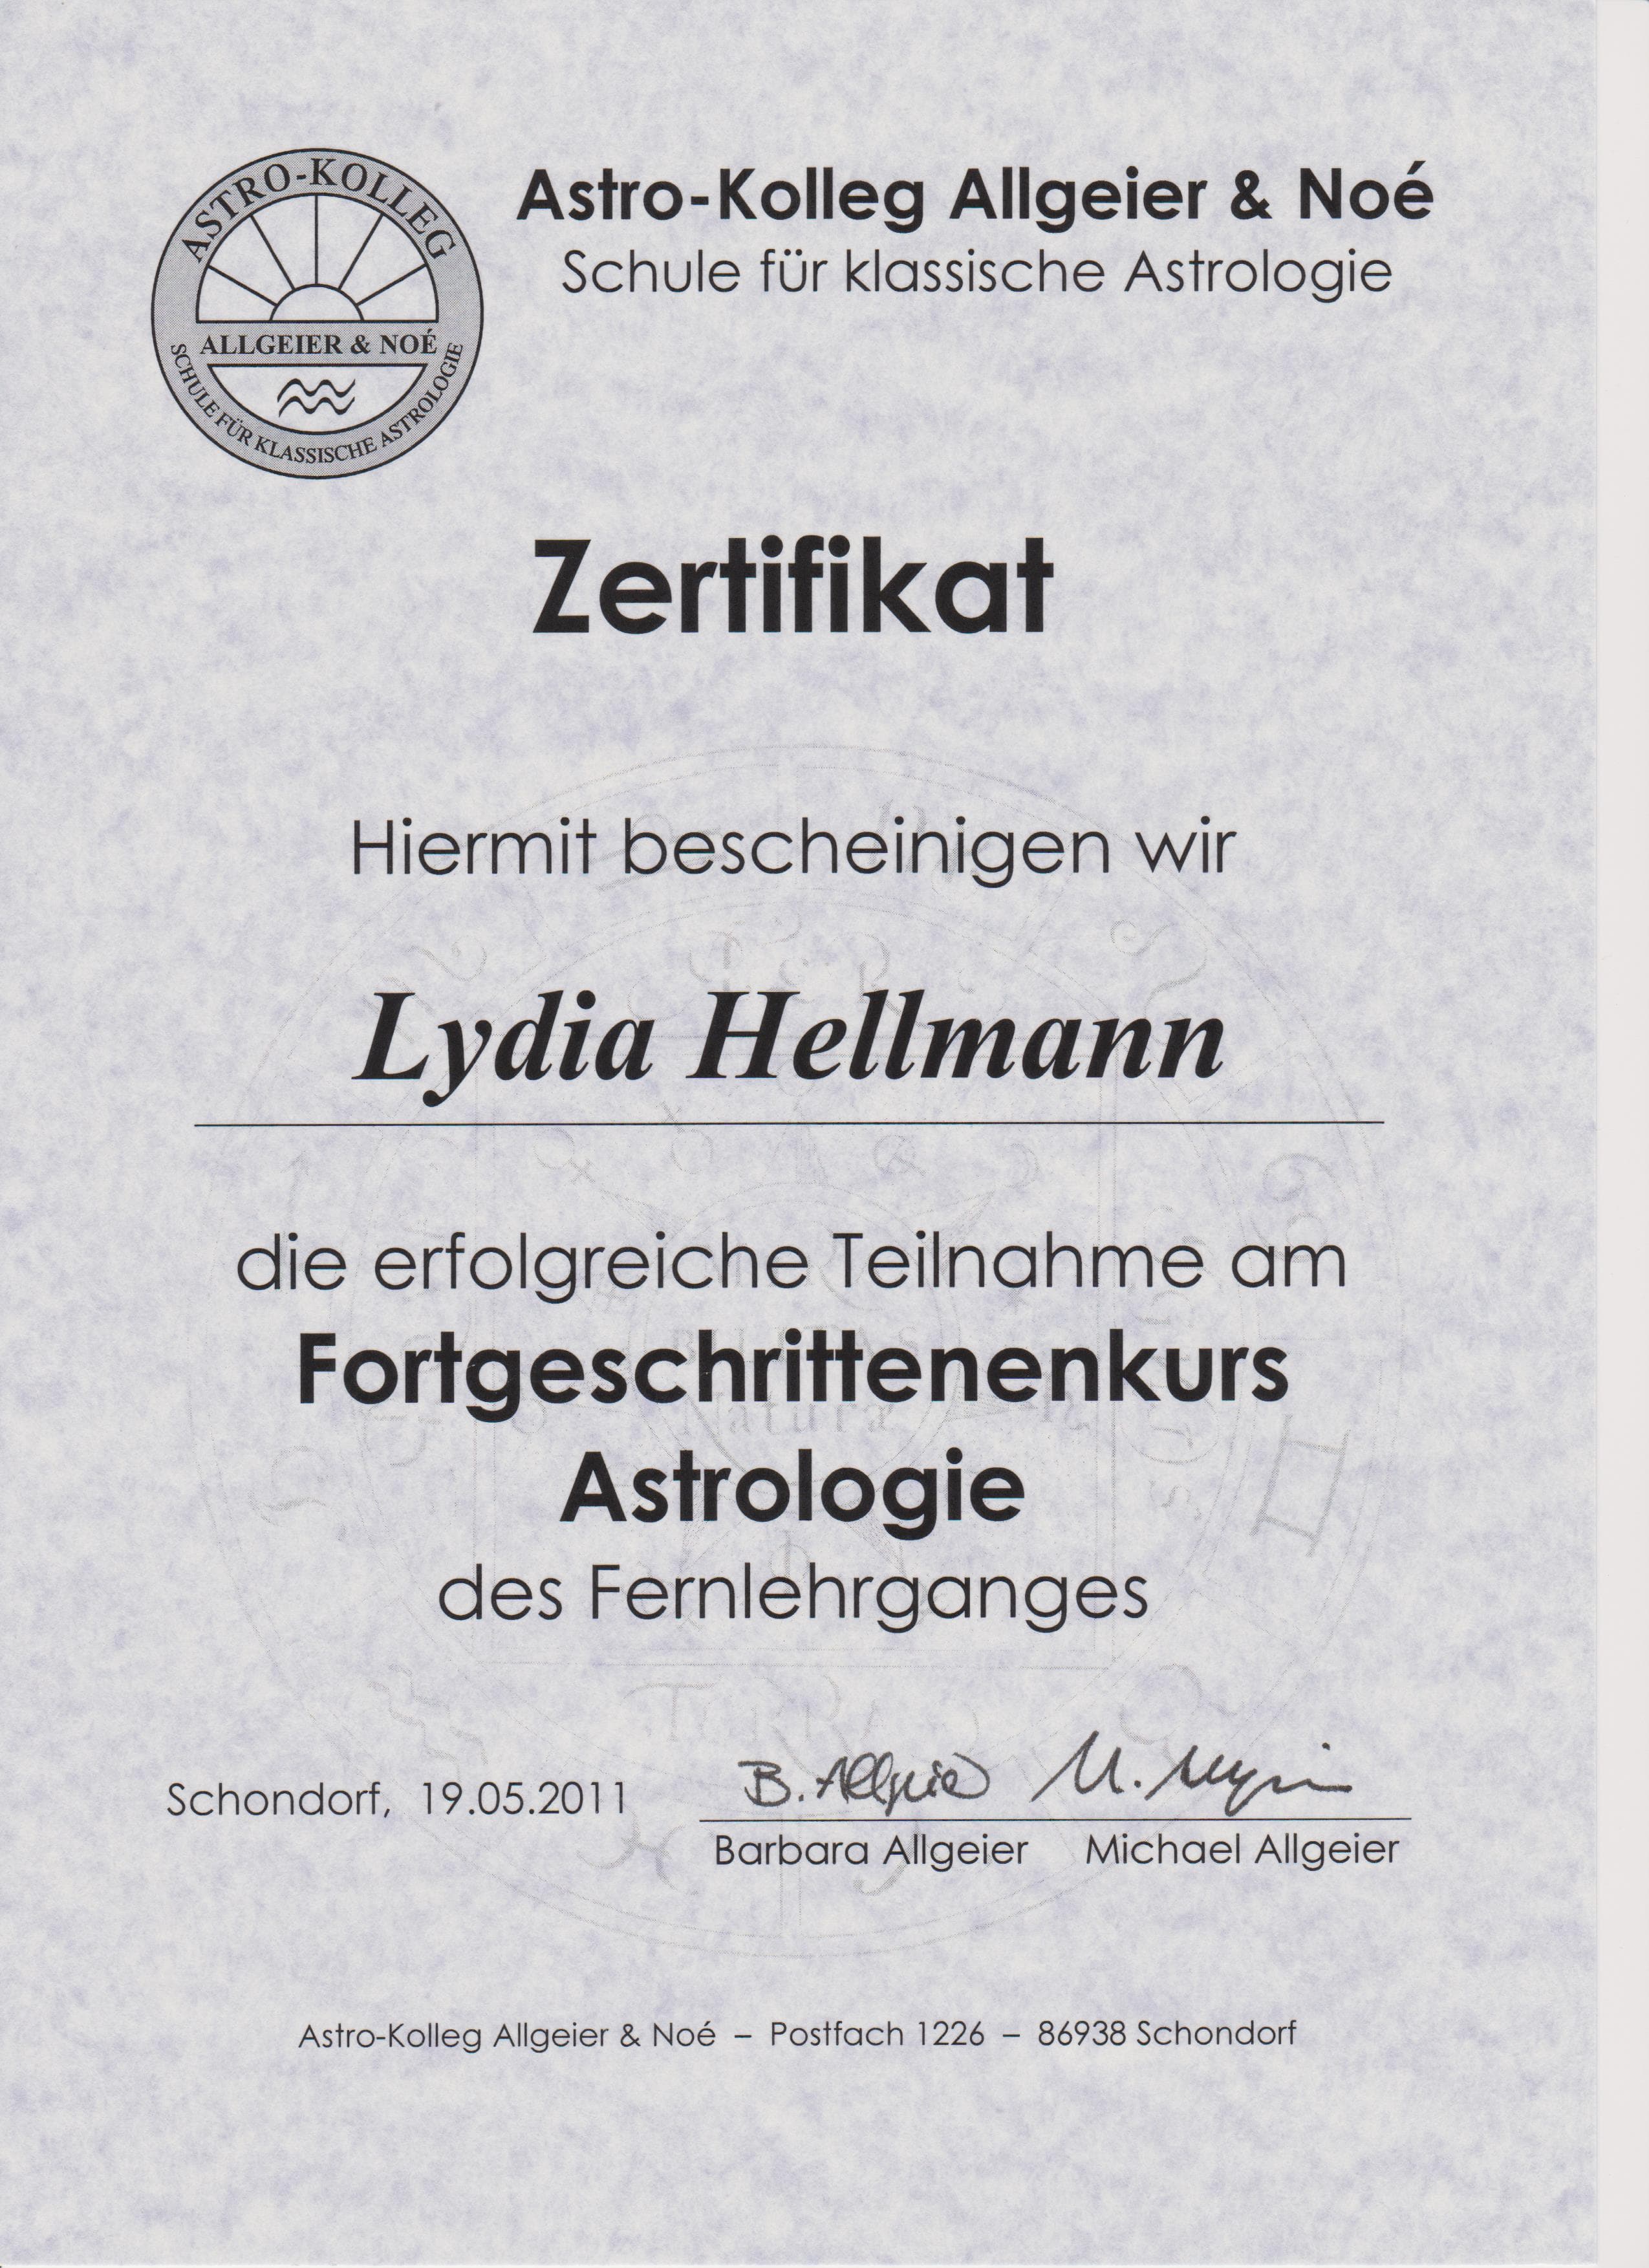 ASTRO-KOLLEG
ALLGEIER & NOÉ
SCHULE FÜR KLASSISCHE ASTROLOGIE
Astro-Kolleg Allgeier & Noé
Schule für klassische Astrologie
Zertifikat
Hiermit bescheinigen wir
Lydia Hellmann
die erfolgreiche Teilnahme am
Fortgeschrittenenkurs
Astrologie
des Fernlehrganges
Schondorf, 19.05.2011
B. Allgeier M. Allgeier
Barbara Allgeier Michael Allgeier
Astro-Kolleg Allgeier & Noé – Postfach 1226 – 86938 Schondorf